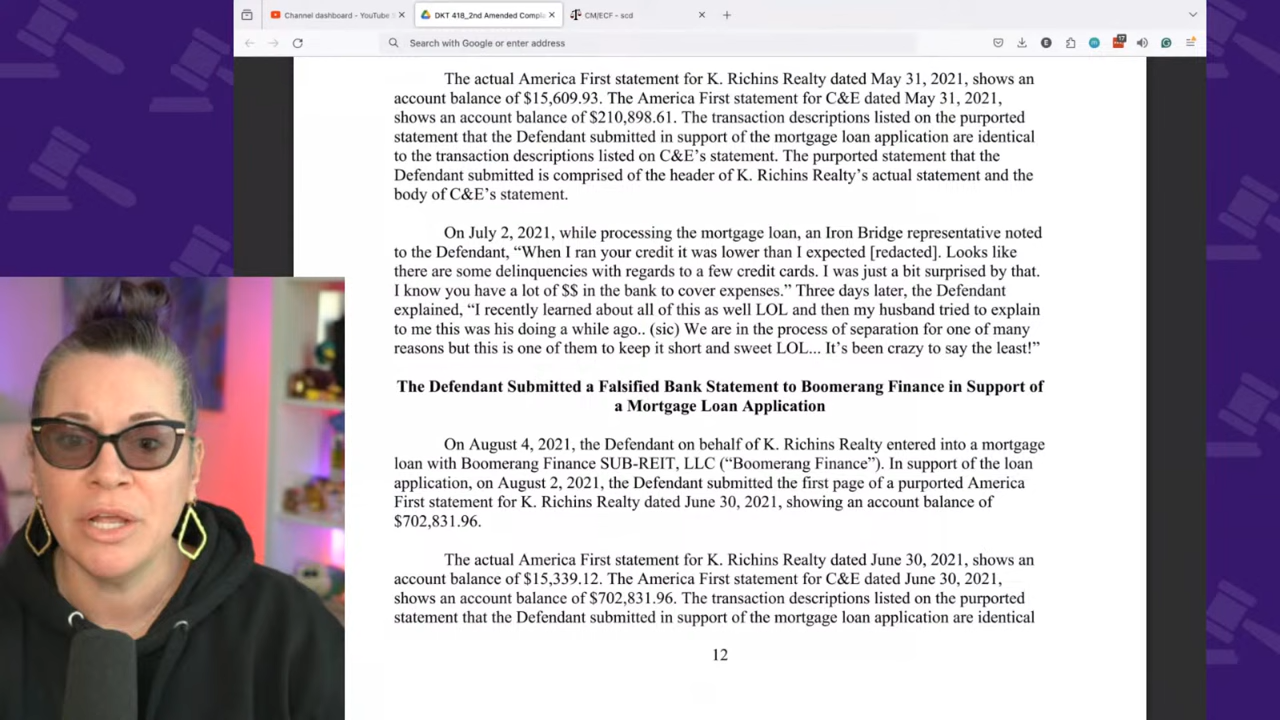 Channel dashboard - YouTube
DKT 418_2nd Amended Compla
CM/ECF - scd
Search with Google or enter address
17
The actual America First statement for K. Richins Realty dated May 31, 2021, shows an
account balance of $15,609.93. The America First statement for C&E dated May 31, 2021,
shows an account balance of $210,898.61. The transaction descriptions listed on the purported
statement that the Defendant submitted in support of the mortgage loan application are identical
to the transaction descriptions listed on C&E’s statement. The purported statement that the
Defendant submitted is comprised of the header of K. Richins Realty’s actual statement and the
body of C&E’s statement.
On July 2, 2021, while processing the mortgage loan, an Iron Bridge representative noted
to the Defendant, “When I ran your credit it was lower than I expected [redacted]. Looks like
there are some delinquencies with regards to a few credit cards. I was just a bit surprised by that.
I know you have a lot of $$ in the bank to cover expenses.” Three days later, the Defendant
explained, “I recently learned about all of this as well LOL and then my husband tried to explain
to me this was his doing a while ago.. (sic) We are in the process of separation for one of many
reasons but this is one of them to keep it short and sweet LOL... It’s been crazy to say the least!”
The Defendant Submitted a Falsified Bank Statement to Boomerang Finance in Support of
a Mortgage Loan Application
On August 4, 2021, the Defendant on behalf of K. Richins Realty entered into a mortgage
loan with Boomerang Finance SUB-REIT, LLC (“Boomerang Finance”). In support of the loan
application, on August 2, 2021, the Defendant submitted the first page of a purported America
First statement for K. Richins Realty dated June 30, 2021, showing an account balance of
$702,831.96.
The actual America First statement for K. Richins Realty dated June 30, 2021, shows an
account balance of $15,339.12. The America First statement for C&E dated June 30, 2021,
shows an account balance of $702,831.96. The transaction descriptions listed on the purported
statement that the Defendant submitted in support of the mortgage loan application are identical
12